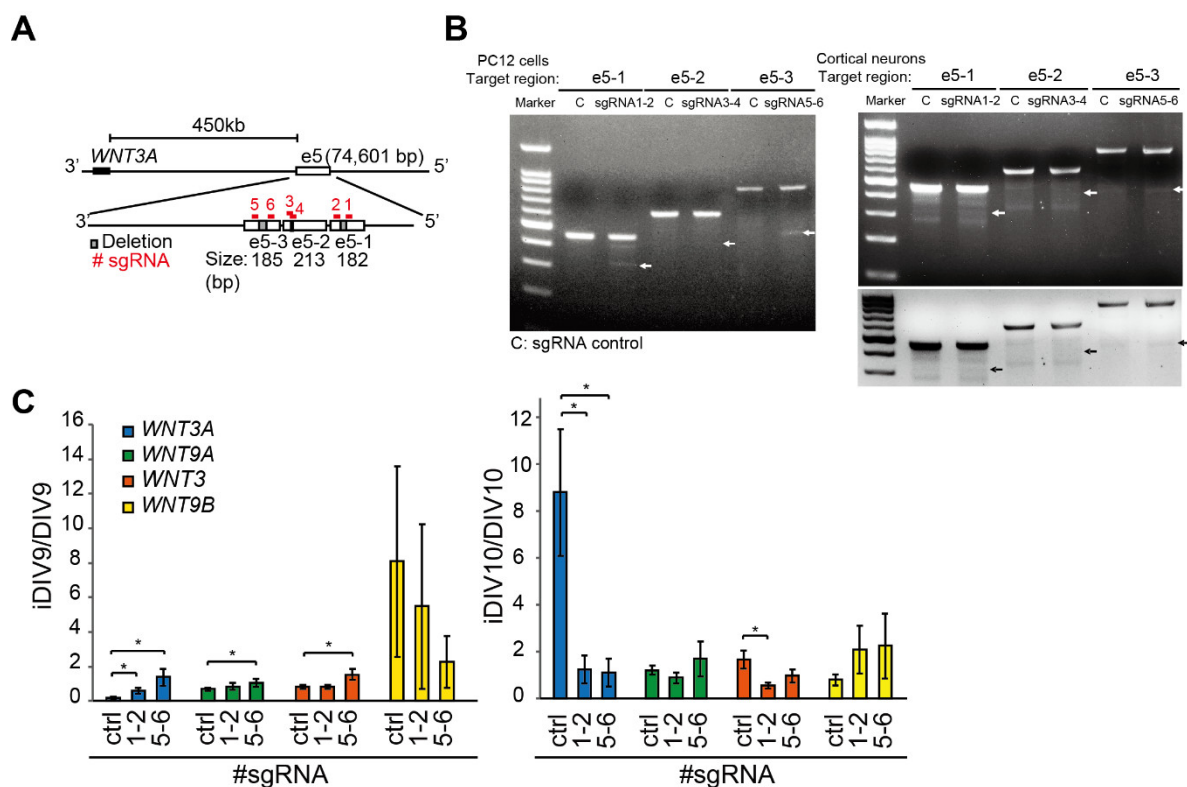 A
450kb
3’ WNT3A e5 (74,601 bp) 5’
3’ 5 6 3 4 2 1 5’
Deletion e5-3 e5-2 e5-1
# sgRNA Size: 185 213 182
(bp)
B
PC12 cells
Target region: e5-1 e5-2 e5-3
Marker C sgRNA1-2 C sgRNA3-4 C sgRNA5-6
C: sgRNA control
Cortical neurons
Target region: e5-1 e5-2 e5-3
Marker C sgRNA1-2 C sgRNA3-4 C sgRNA5-6
C
iDIV9/DIV9
16
14
12
10
8
6
4
2
0
WNT3A
WNT9A
WNT3
WNT9B
* * * *
ctrl 1-2 5-6 ctrl 1-2 5-6 ctrl 1-2 5-6 ctrl 1-2 5-6
#sgRNA
iDIV10/DIV10
12
10
8
6
4
2
0
* * *
ctrl 1-2 5-6 ctrl 1-2 5-6 ctrl 1-2 5-6 ctrl 1-2 5-6
#sgRNA